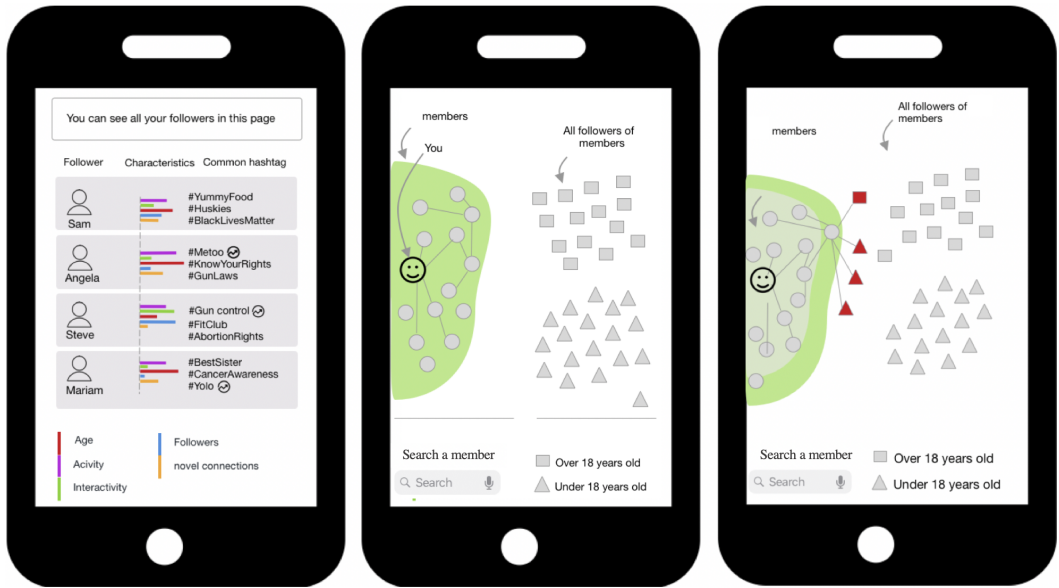 You can see all your followers in this page
Follower Characteristics Common hashtag
#YummyFood
#Huskies
#BlackLivesMatter
Sam
#Metoo
#KnowYourRights
#GunLaws
Angela
#Gun control
#FitClub
#AbortionRights
Steve
#BestSister
#CancerAwareness
#Yolo
Mariam
Age
Acivity
Interactivity
Followers
novel connections
members
You
All followers of
members
Search a member
Search
Over 18 years old
Under 18 years old
members
All followers of
members
Search a member
Search
Over 18 years old
Under 18 years old